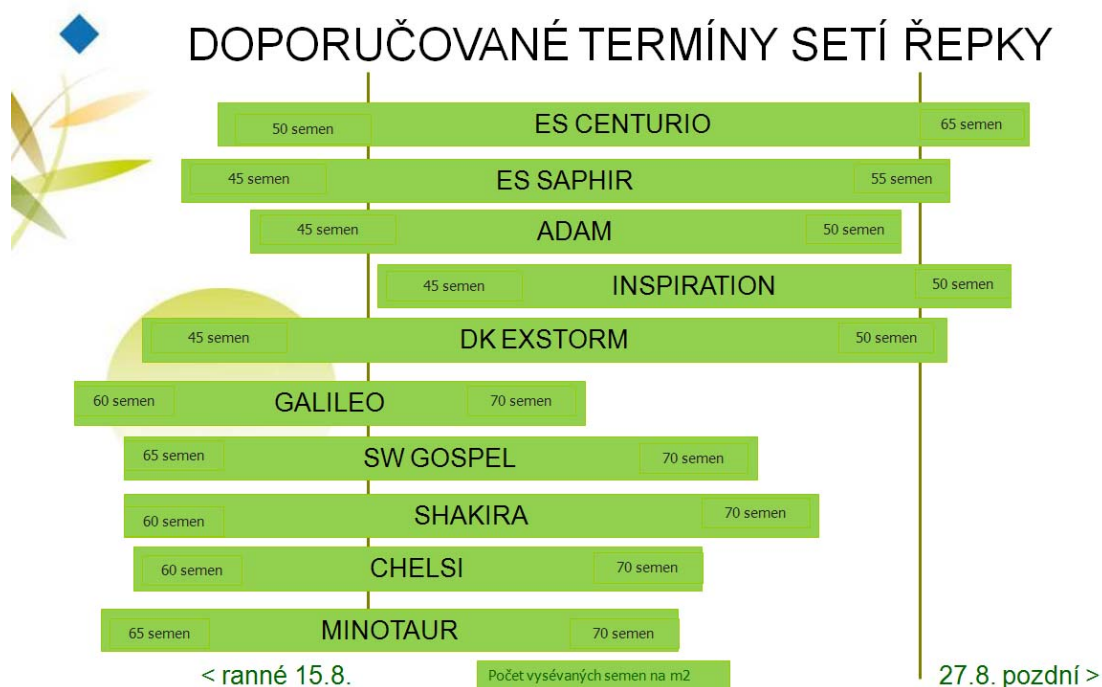 DOPORUČOVANÉ TERMÍNY SETÍ ŘEPKY
50 semen ES CENTURIO 65 semen
45 semen ES SAPHIR 55 semen
45 semen ADAM 50 semen
45 semen INSPIRATION 50 semen
45 semen DK EXSTORM 50 semen
60 semen GALILEO 70 semen
65 semen SW GOSPEL 70 semen
60 semen SHAKIRA 70 semen
60 semen CHELSI 70 semen
65 semen MINOTAUR 70 semen
< ranné 15.8. Počet vysévaných semen na m2 27.8. pozdní >